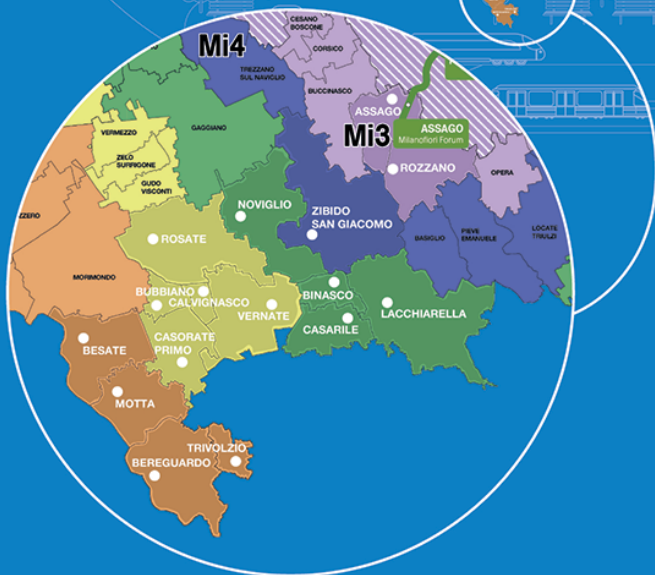 CESANO
BOSCONE
Mi4
CORSICO
TREZZANO
SUL NAVIGLIO
BUCCINASCO
ASSAGO
Mi3
ASSAGO
Milanofiori Forum
VERMEZZO
GAGGIANO
ZELO
SURRIGONE
ROZZANO
OPERA
GUDO
VISCONTI
NOVIGLIO
ZIBIDO
SAN GIACOMO
ROSATE
BASIGLIO
PIEVE
EMANUELE
LOCATE
TRIULZI
MORIMONDO
BUBBIANO
CALVIGNASCO
BINASCO
VERNATE
LACCHIARELLA
CASARILE
BESATE
CASORATE
PRIMO
MOTTA
TRIVOLZIO
BEREGUARDO